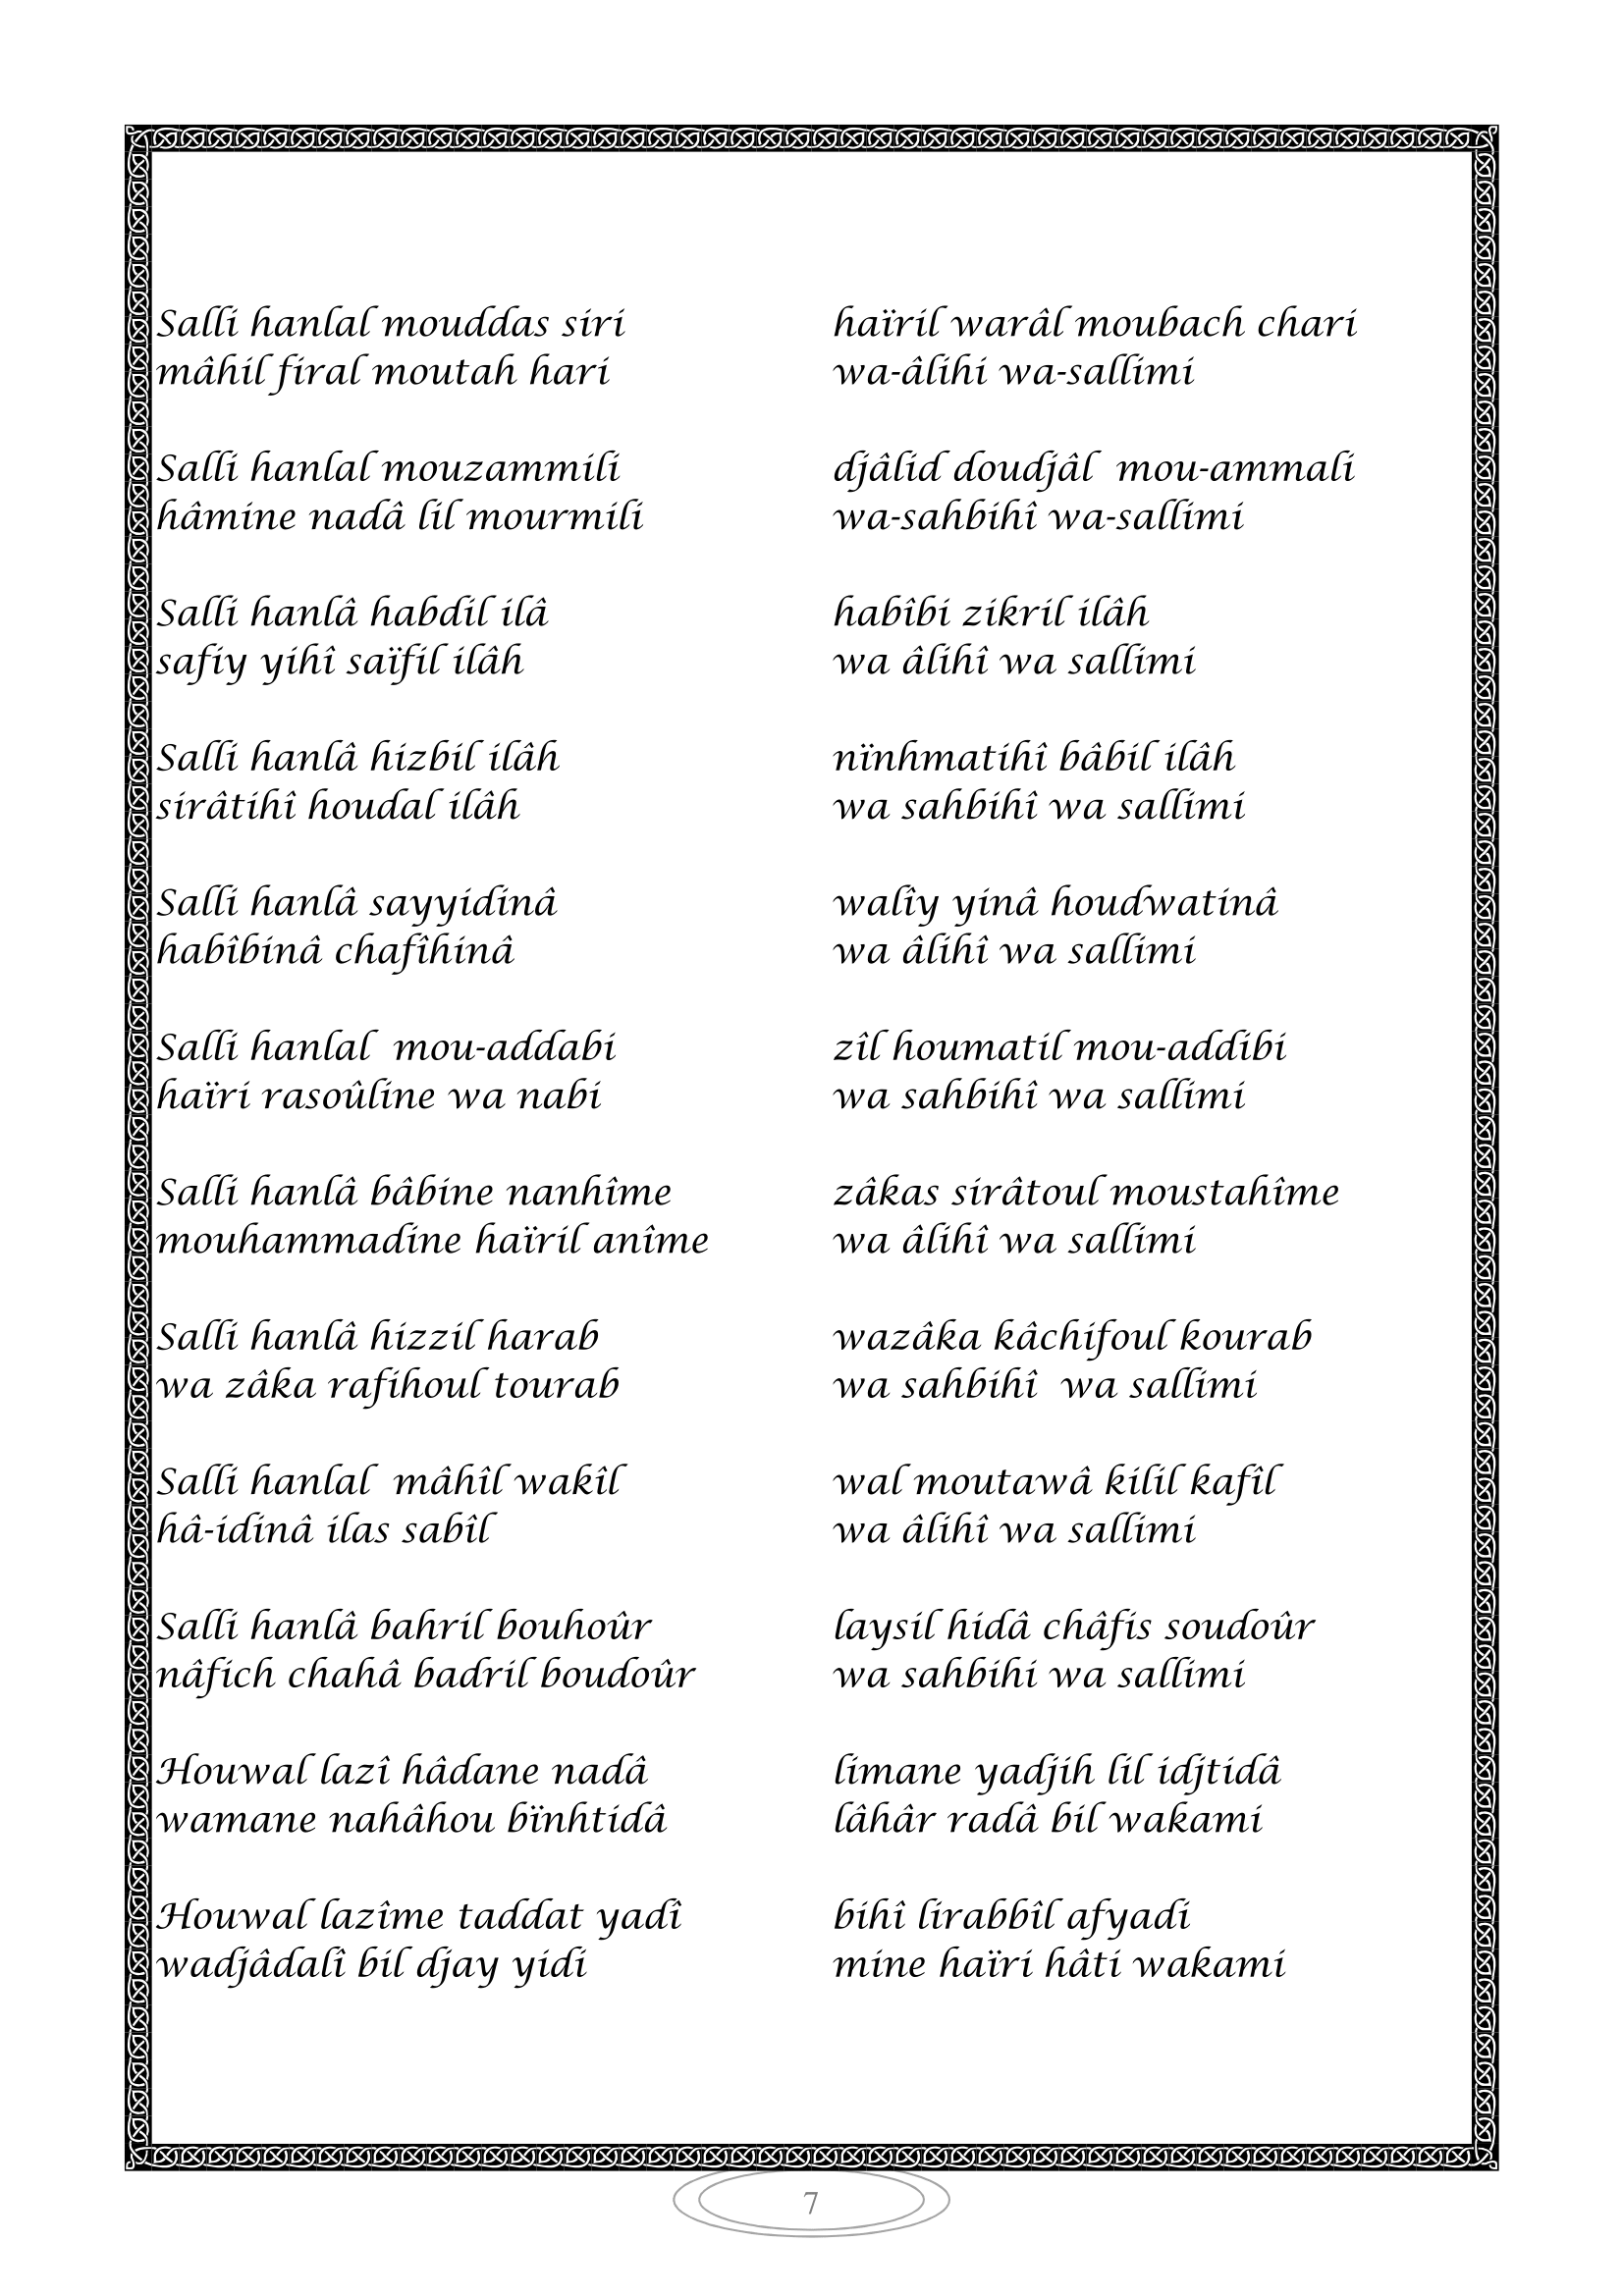 Salli hanlal mouddas siri haïril warâl moubach chari
mâhil firal moutah hari wa-âlihi wa-sallimi
Salli hanlal mouzammili djâlid doudjâl mou-ammali
hâmine nadâ lil mourmili wa-sahbihî wa-sallimi
Salli hanlâ habdil ilâ habîbi zikril ilâh
safiy yihî saïfil ilâh wa âlihî wa sallimi
Salli hanlâ hizbil ilâh nïnhmatihî bâbil ilâh
sirâtihî houdal ilâh wa sahbihî wa sallimi
Salli hanlâ sayyidinâ walîy yinâ houdwatinâ
habîbinâ chafîhinâ wa âlihî wa sallimi
Salli hanlal mou-addabi zîl houmatil mou-addibi
haïri rasoûline wa nabi wa sahbihî wa sallimi
Salli hanlâ bâbine nanhîme zâkas sirâtoul moustahîme
mouhammadine haïril anîme wa âlihî wa sallimi
Salli hanlâ hizzil harab wazâka kâchifoul kourab
wa zâka rafihoul tourab wa sahbihî wa sallimi
Salli hanlal mâhîl wakîl wal moutawâ kilil kafîl
hâ-idinâ ilas sabîl wa âlihî wa sallimi
Salli hanlâ bahril bouhoûr laysil hidâ châfis soudoûr
nâfich chahâ badril boudoûr wa sahbihi wa sallimi
Houwal lazî hâdane nadâ limane yadjih lil idjtidâ
wamane nahâhou bïnhtidâ lâhâr radâ bil wakami
Houwal lazîme taddat yadî bihî lirabbîl afyadi
wadjâdalî bil djay yidi mine haïri hâti wakami
7